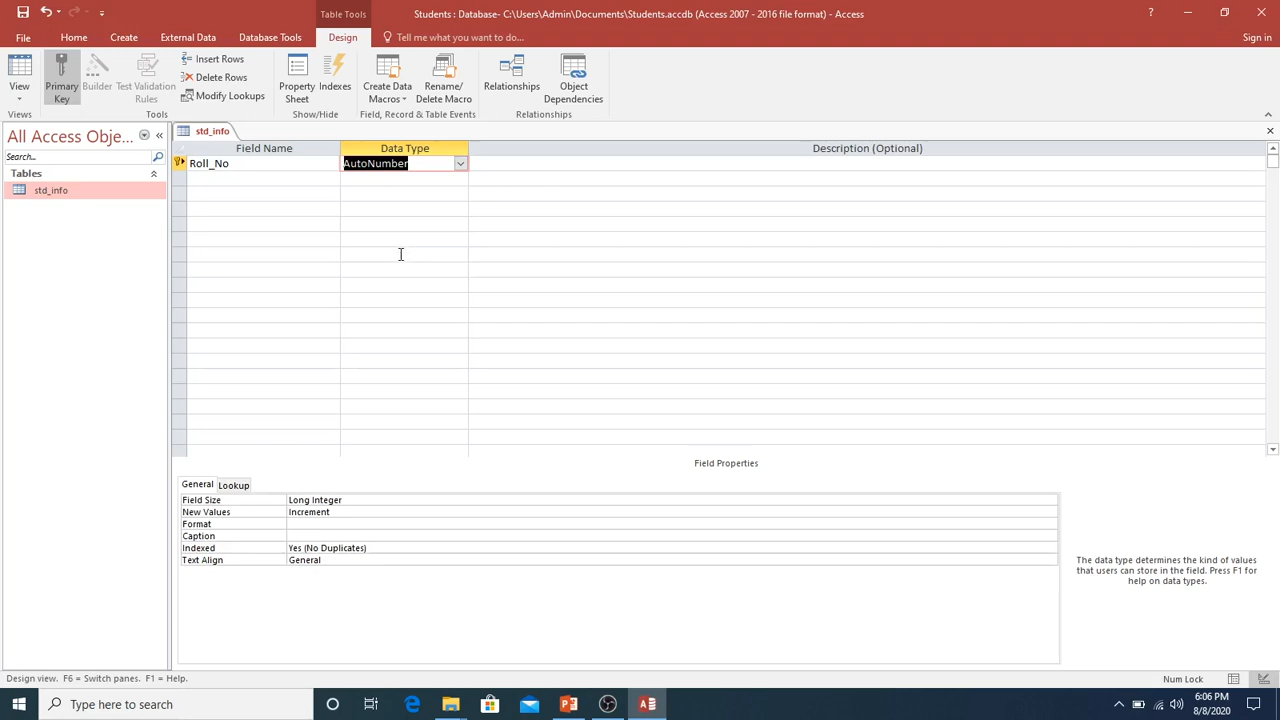 Table Tools
Students : Database- C:\Users\Admin\Documents\Students.accdb (Access 2007 - 2016 file format) - Access
?
Sign in
File
Home
Create
External Data
Database Tools
Design
Tell me what you want to do...
View
Primary
Key
Builder
Test Validation
Rules
Insert Rows
Delete Rows
Modify Lookups
Property
Sheet
Indexes
Create Data
Macros
Rename/
Delete Macro
Relationships
Object
Dependencies
Views
Tools
Show/Hide
Field, Record & Table Events
Relationships
All Access Obje...
Search...
Tables
std_info
std_info
Field Name
Data Type
Description (Optional)
Roll_No
AutoNumber
Field Properties
General
Lookup
Field Size
Long Integer
New Values
Increment
Format
Caption
Indexed
Yes (No Duplicates)
Text Align
General
The data type determines the kind of values
that users can store in the field. Press F1 for
help on data types.
Design view. F6 = Switch panes. F1 = Help.
Num Lock
Type here to search
6:06 PM
8/8/2020